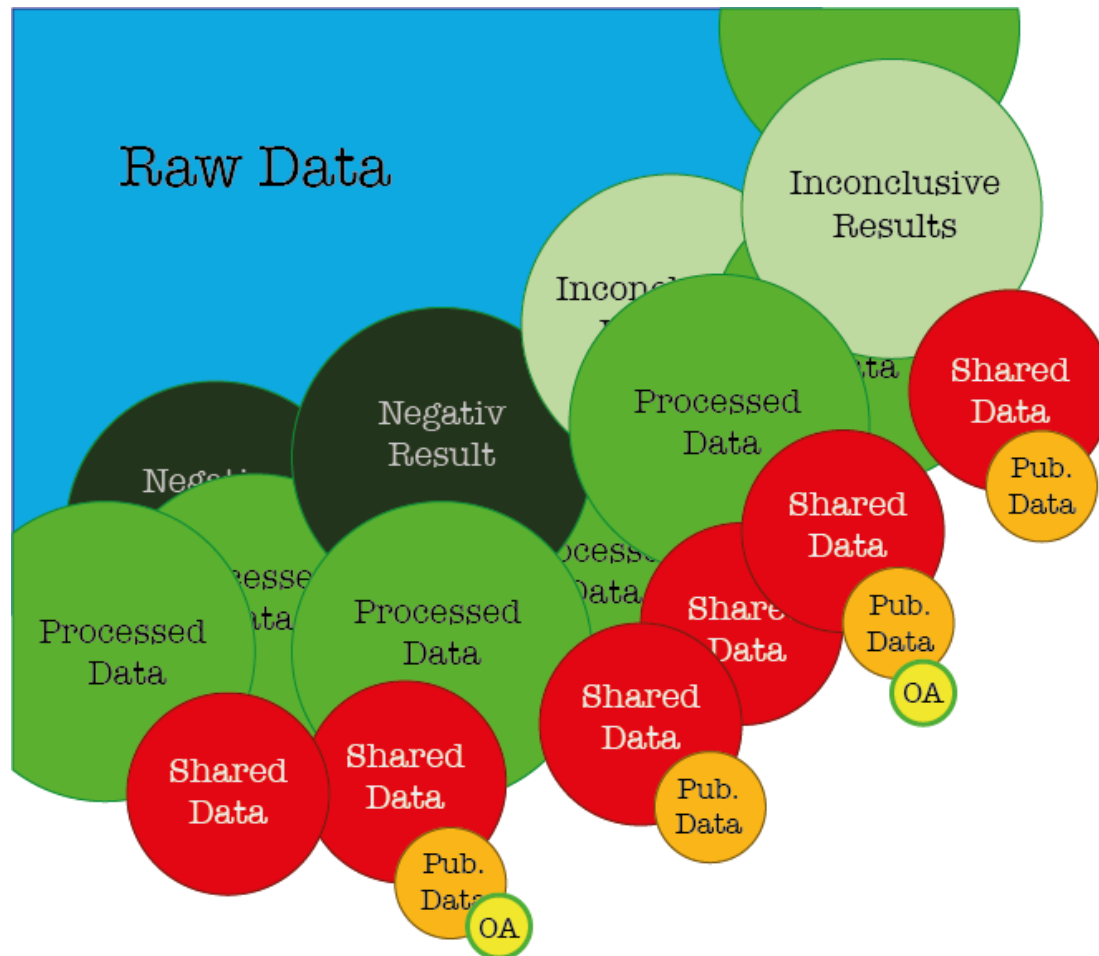 Raw Data
Inconclusive
Results
Processed
Data
Shared
Data
Pub.
Data
Negativ
Result
Shared
Data
Pub.
Data
OA
Shared
Data
Processed
Data
Processed
Data
Shared
Data
Pub.
Data
Shared
Data
Shared
Data
Pub.
Data
OA